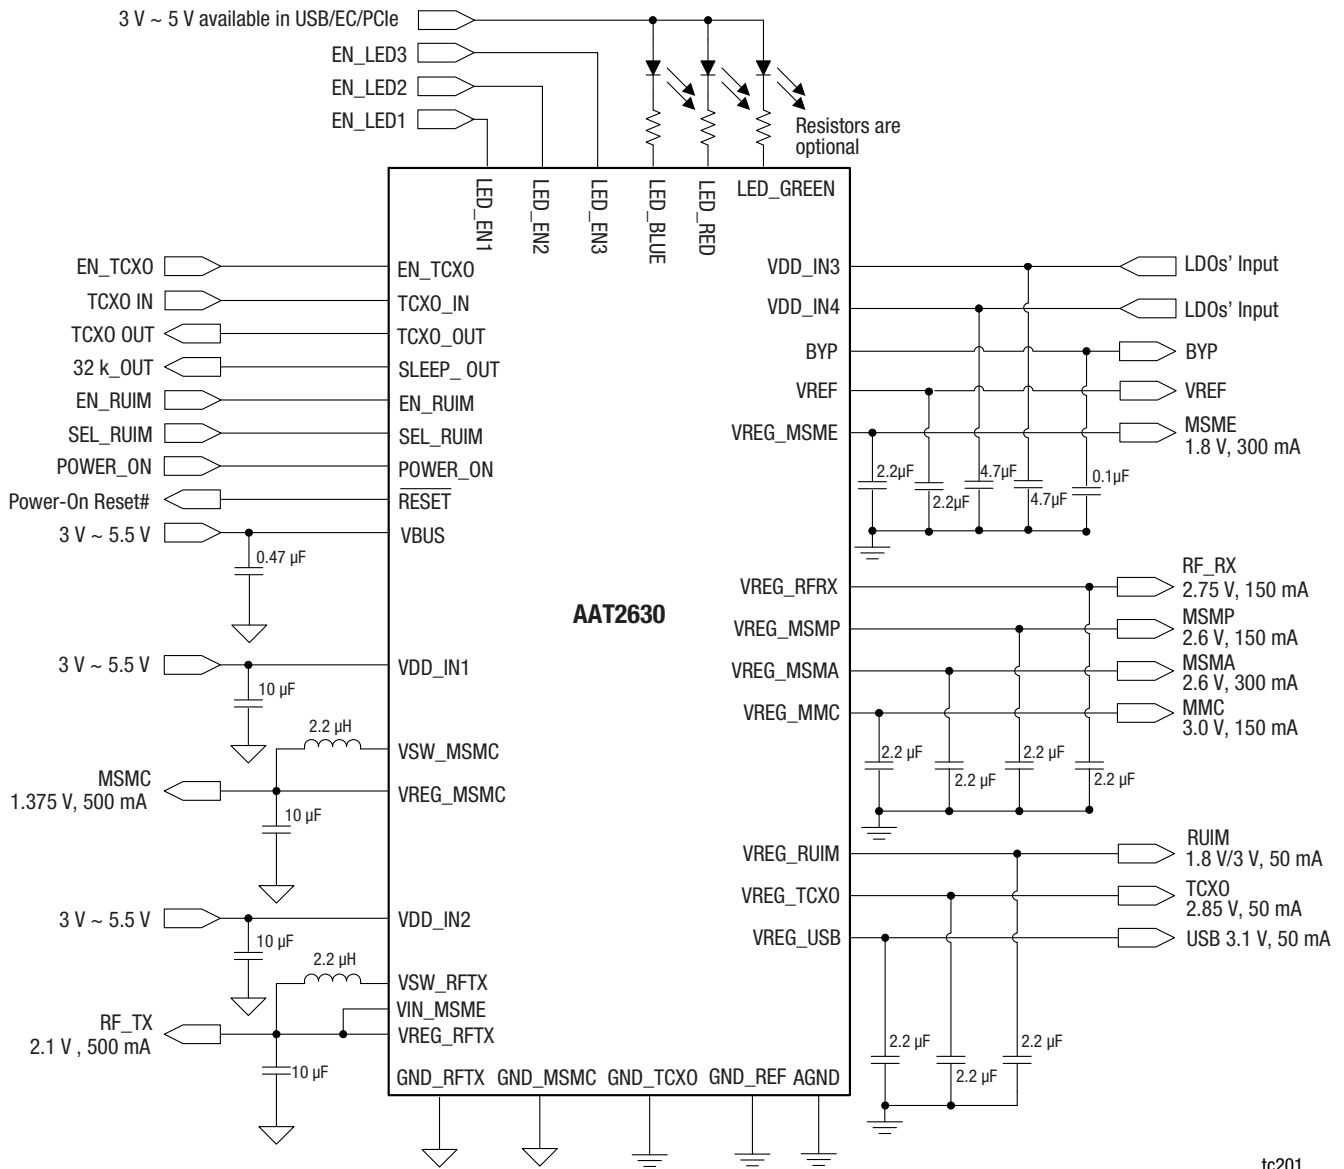 3 V ~ 5 V available in USB/EC/PCIe
EN_LED3
EN_LED2
EN_LED1
Resistors are
optional
LED_EN1
LED_EN2
LED_EN3
LED_BLUE
LED_RED
LED_GREEN
EN_TCXO
TCXO IN
TCXO OUT
32 k_OUT
EN_RUIM
SEL_RUIM
POWER_ON
Power-On Reset#
3 V ~ 5.5 V
0.47 µF
3 V ~ 5.5 V
10 µF
2.2 µH
MSMC
1.375 V, 500 mA
10 µF
3 V ~ 5.5 V
10 µF
2.2 µH
RF_TX
2.1 V , 500 mA
10 µF
EN_TCXO
TCXO_IN
TCXO_OUT
SLEEP_ OUT
EN_RUIM
SEL_RUIM
POWER_ON
RESET
VBUS
VDD_IN1
VSW_MSMC
VREG_MSMC
VDD_IN2
VSW_RFTX
VIN_MSME
VREG_RFTX
AAT2630
GND_RFTX
GND_MSMC
GND_TCXO
GND_REF
AGND
VDD_IN3
VDD_IN4
BYP
VREF
VREG_MSME
VREG_RFRX
VREG_MSMP
VREG_MSMA
VREG_MMC
VREG_RUIM
VREG_TCXO
VREG_USB
LDOs' Input
LDOs' Input
BYP
VREF
MSME
1.8 V, 300 mA
2.2µF
2.2µF
4.7µF
4.7µF
0.1µF
RF_RX
2.75 V, 150 mA
MSMP
2.6 V, 150 mA
MSMA
2.6 V, 300 mA
MMC
3.0 V, 150 mA
2.2 µF
2.2 µF
2.2 µF
2.2 µF
RUIM
1.8 V/3 V, 50 mA
TCXO
2.85 V, 50 mA
USB 3.1 V, 50 mA
2.2 µF
2.2 µF
2.2 µF
tc201